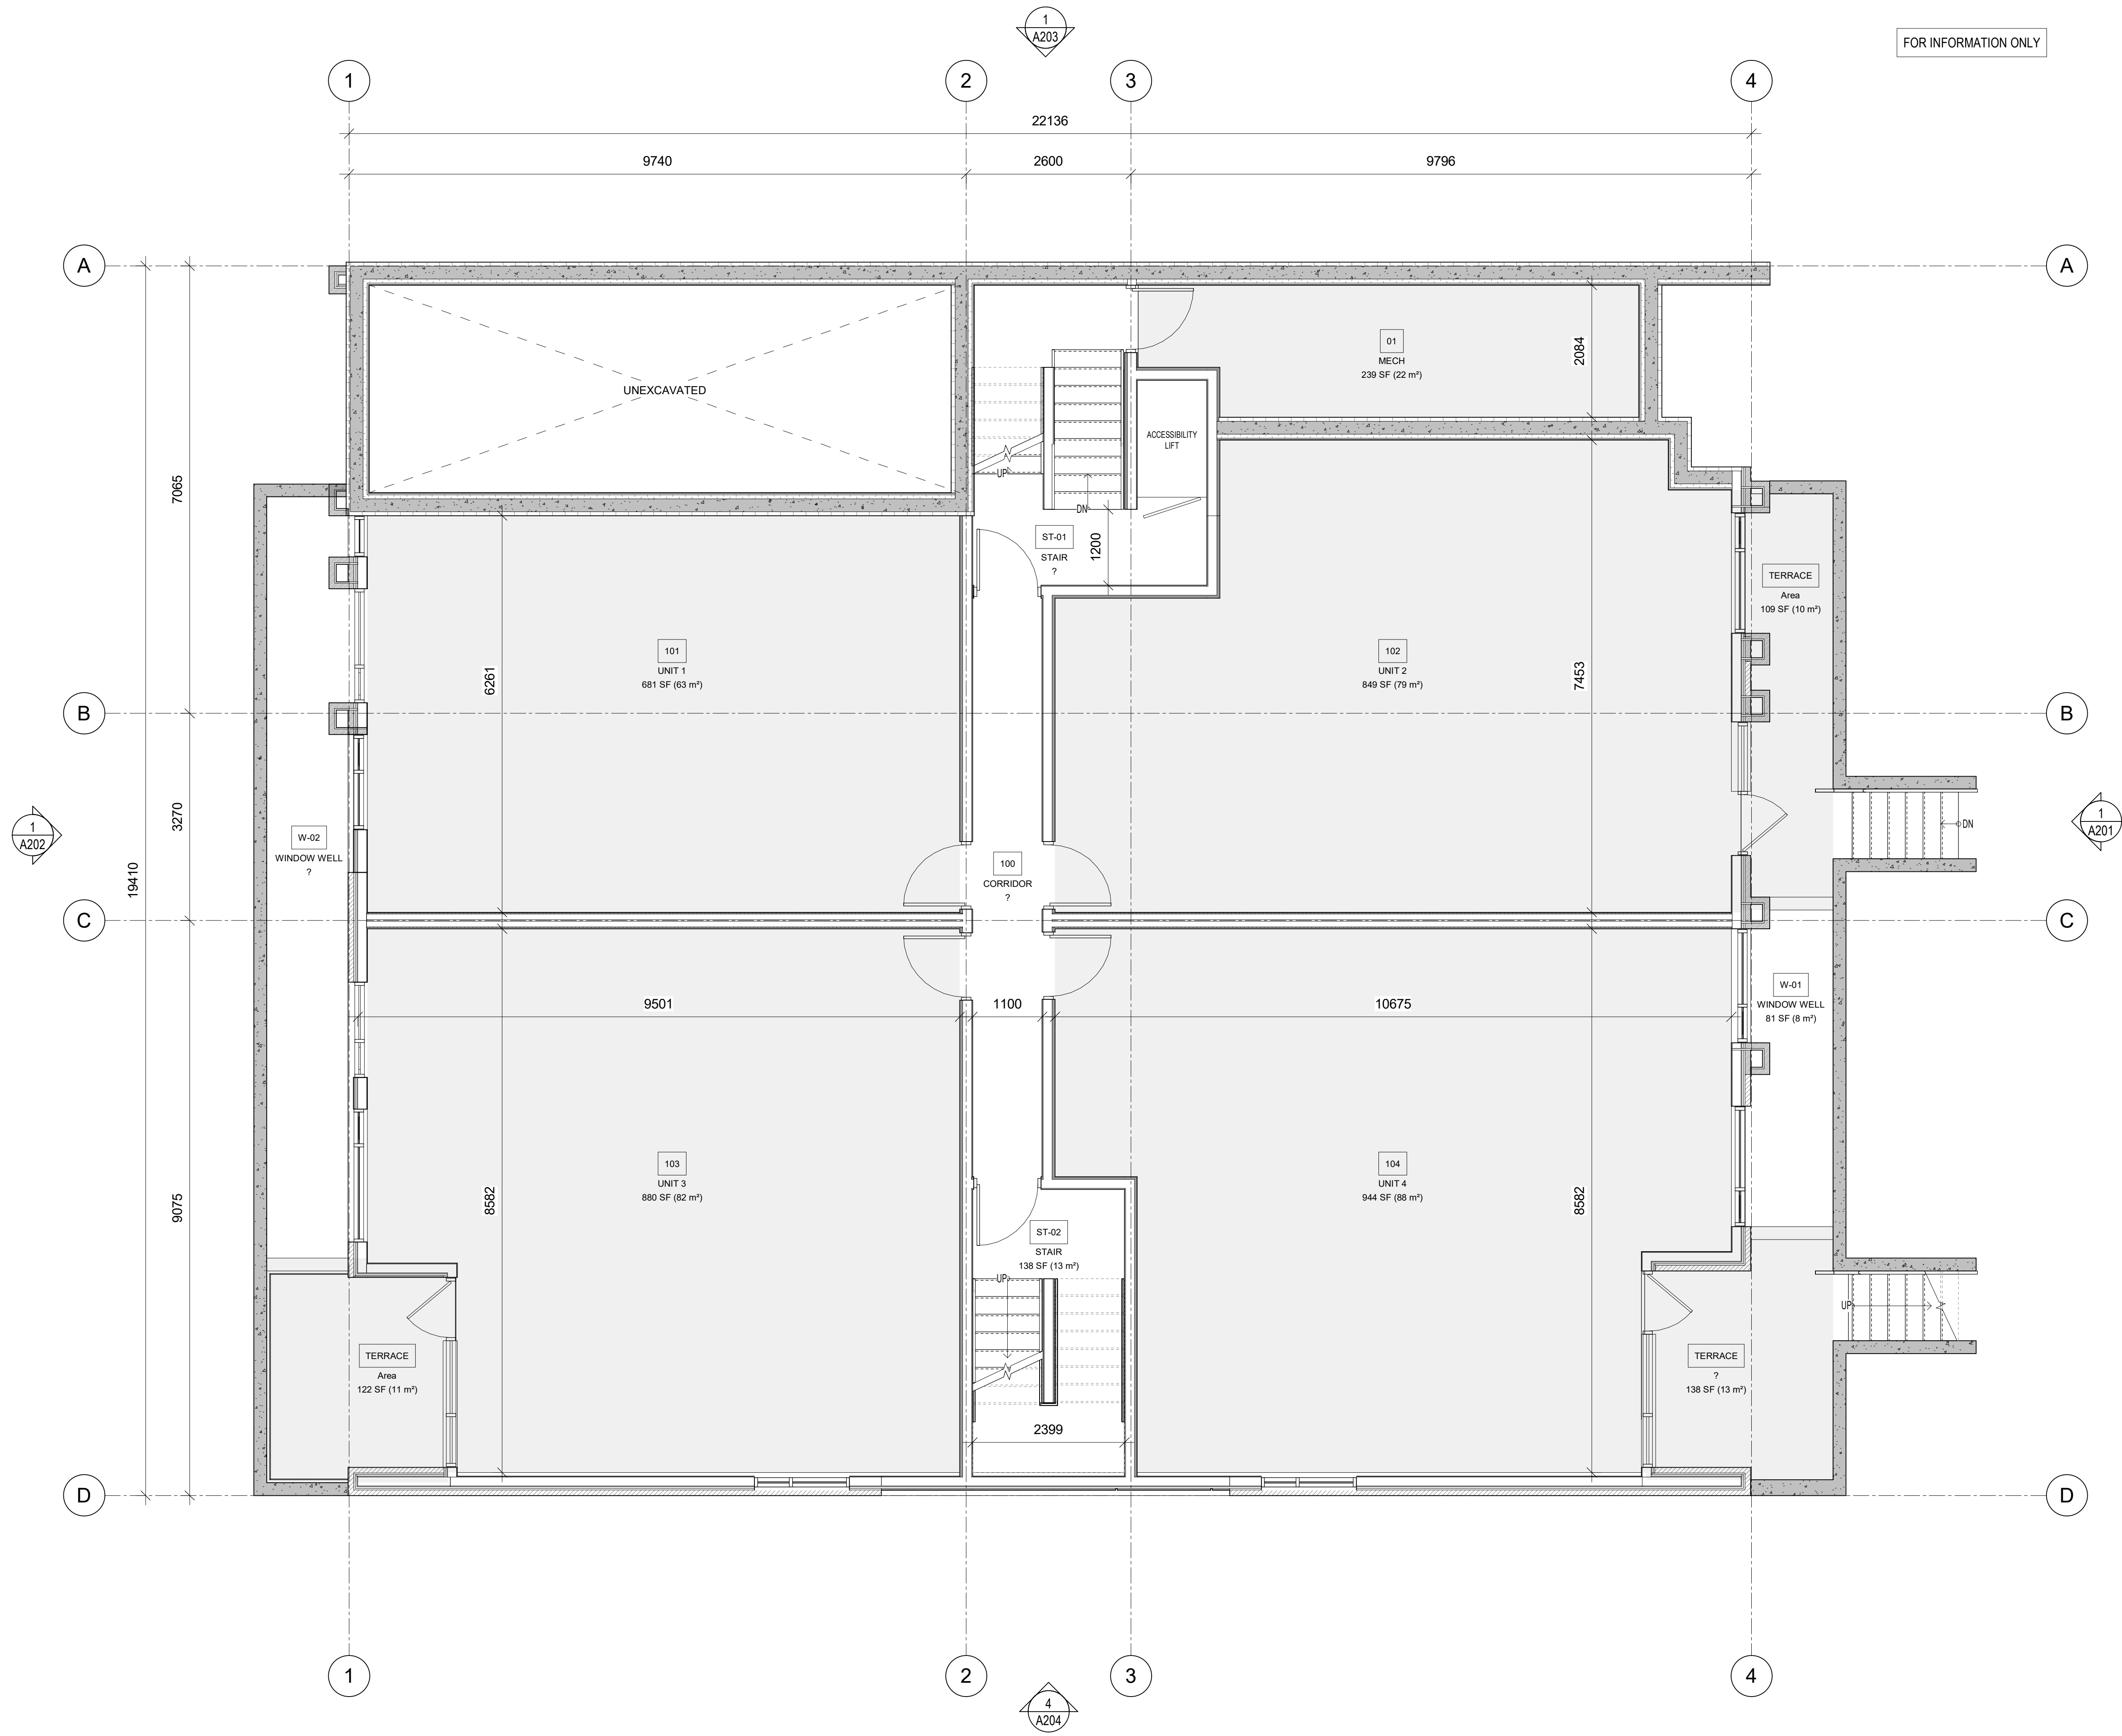 1
A203
FOR INFORMATION ONLY
1
2
3
4
22136
9740
2600
9796
A
A
01
MECH
239 SF (22 m²)
2084
UNEXCAVATED
ACCESSIBILITY
LIFT
UP
DN
7065
ST-01
STAIR
?
1200
TERRACE
Area
109 SF (10 m²)
101
UNIT 1
681 SF (63 m²)
6261
102
UNIT 2
849 SF (79 m²)
7453
B
B
3270
1
A202
W-02
WINDOW WELL
?
19410
100
CORRIDOR
?
DN
1
A201
C
C
9501
1100
10675
W-01
WINDOW WELL
81 SF (8 m²)
9075
103
UNIT 3
880 SF (82 m²)
8582
104
UNIT 4
944 SF (88 m²)
8582
ST-02
STAIR
138 SF (13 m²)
UP
UP
TERRACE
Area
122 SF (11 m²)
TERRACE
?
138 SF (13 m²)
2399
D
D
1
2
3
4
4
A204